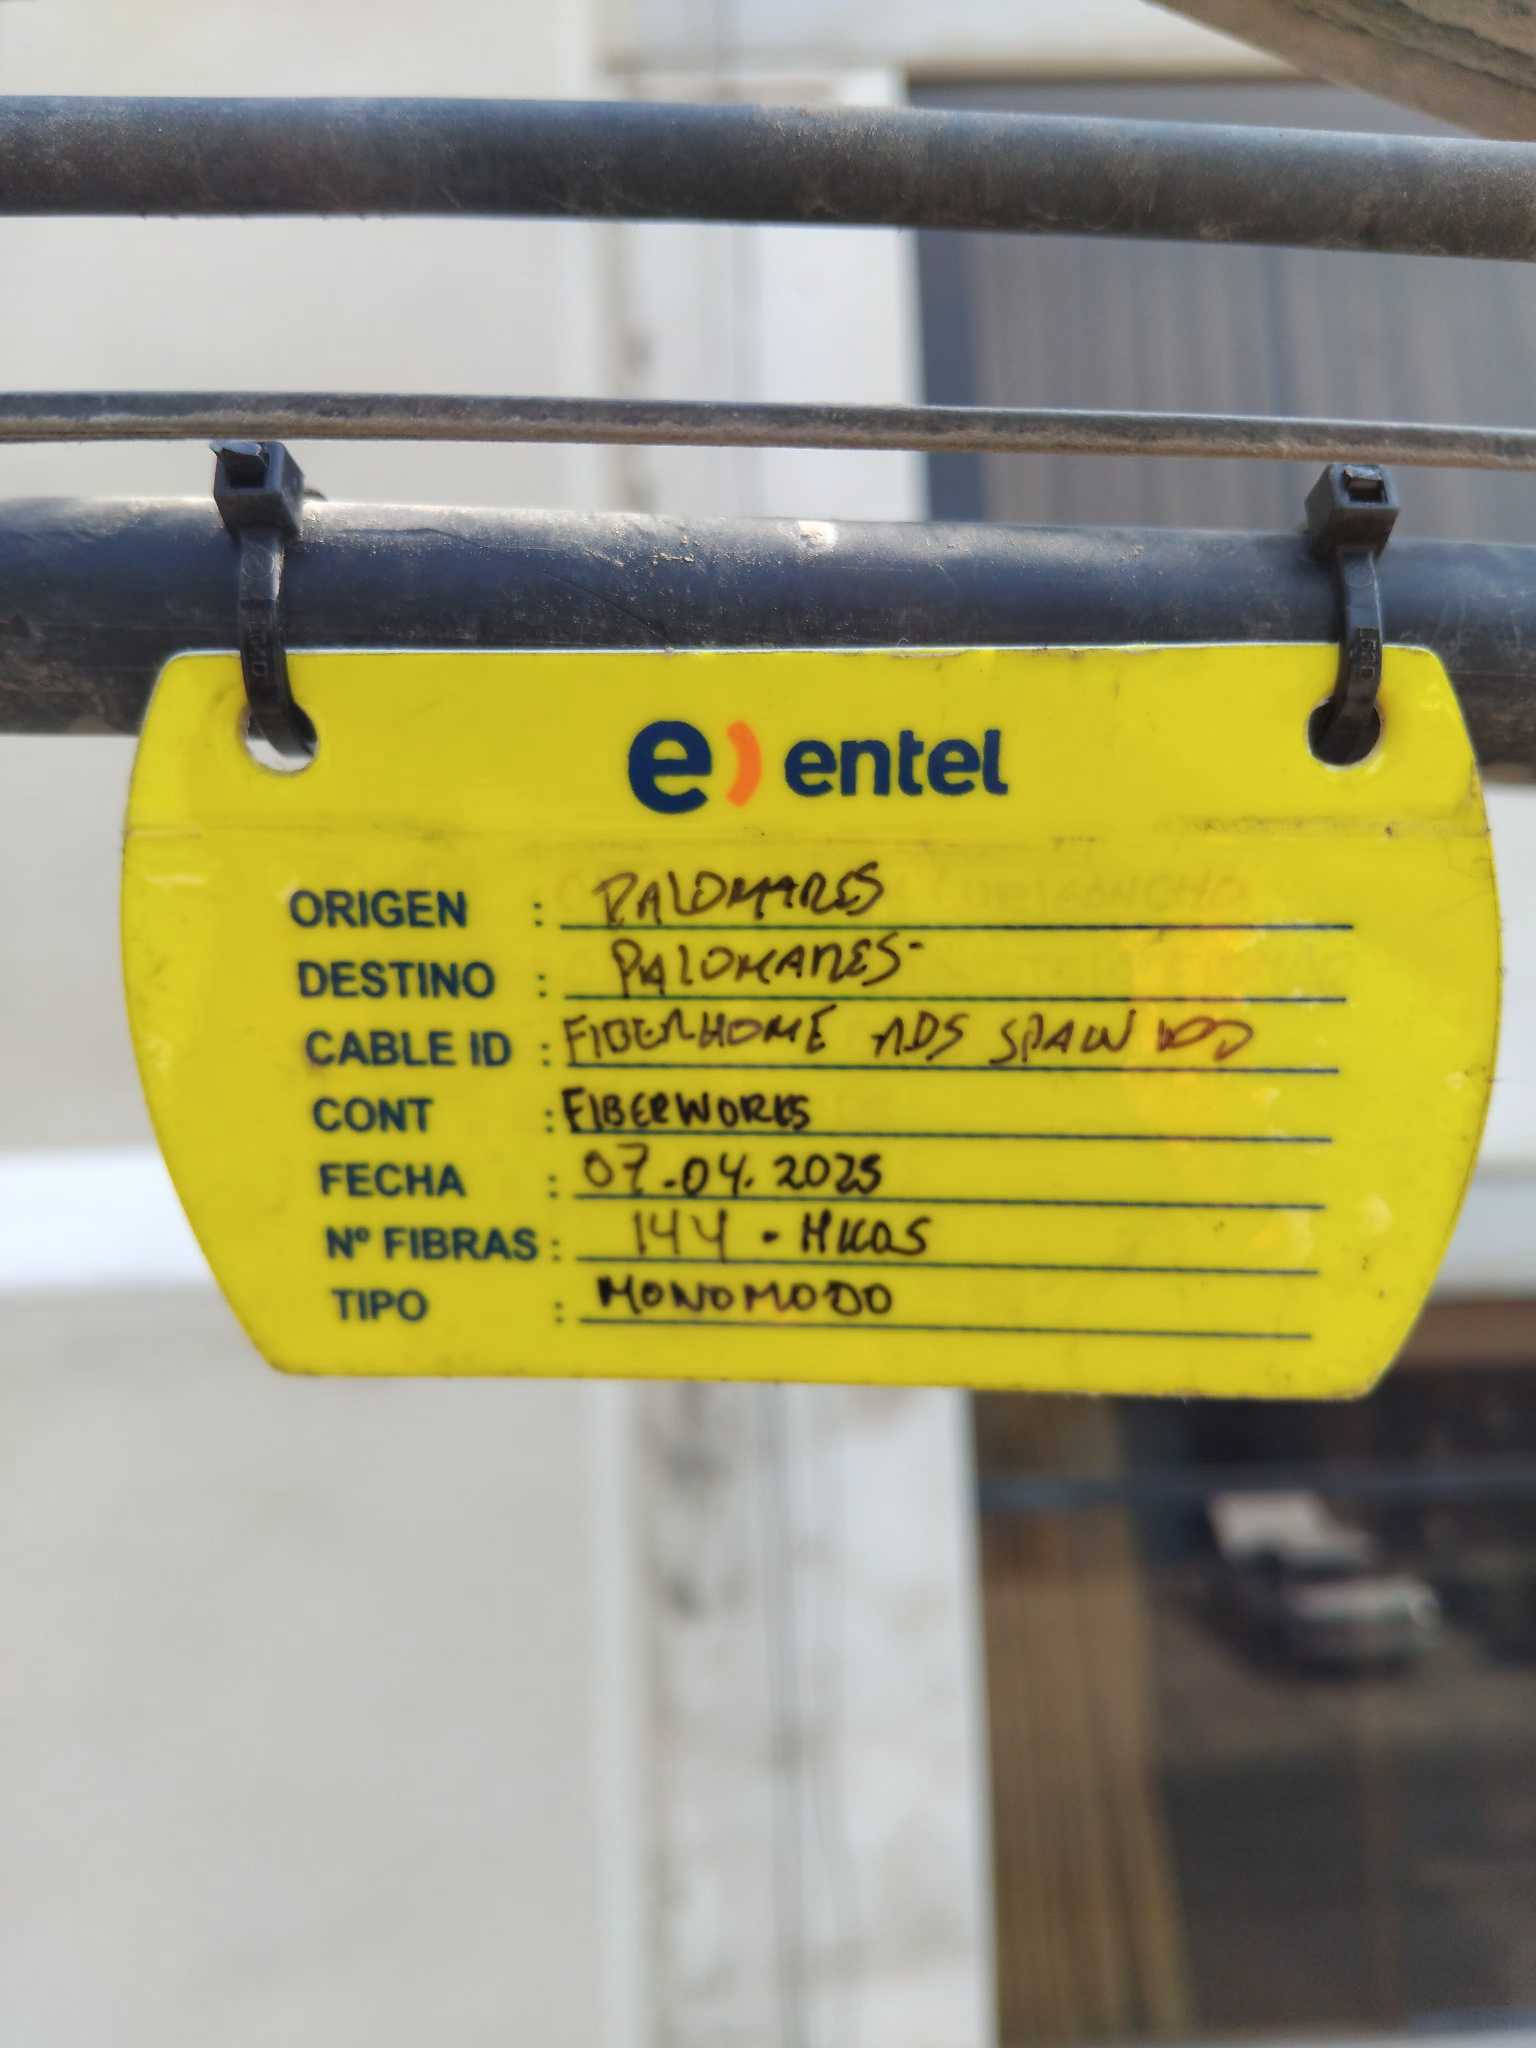 e) entel
ORIGEN : PALOMARES
DESTINO : PALOMARES-
CABLE ID : FIBERHOME ADS SPAN 100
CONT : FIBERWORKS
FECHA : 07-04.2025
Nº FIBRAS : 144 - HILOS
TIPO : MONOMODO